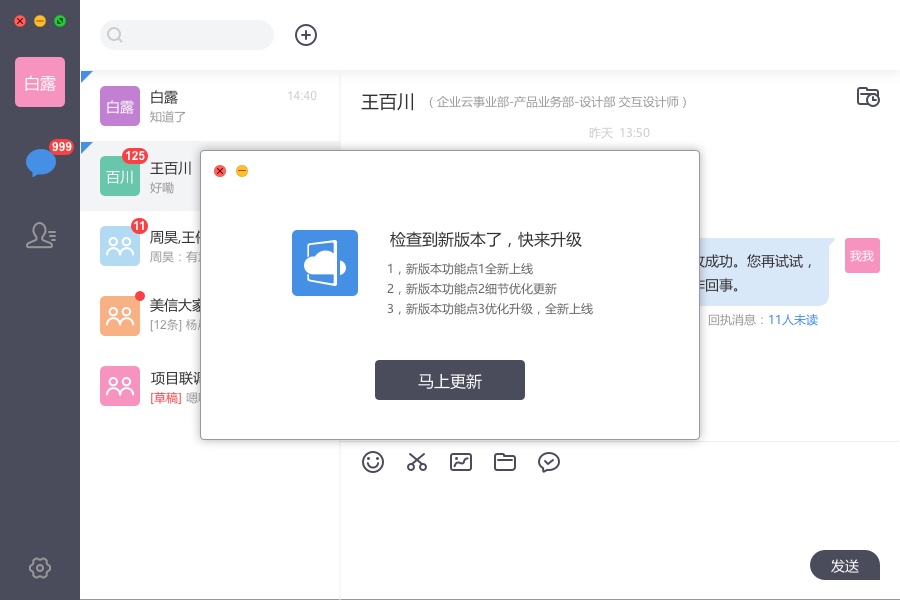 白露
999
白露
白露
14:40
知道了
125
百川
王百川
好嘞
11
周昊,王
周昊：有
美信大家
[12条] 杨
项目联调
[草稿] 嗯
王百川
（ 企业云事业部-产品业务部-设计部 交互设计师 ）
昨天 13:50
成功。您再试试，
回事。
我我
回执消息：11人未读
检查到新版本了，快来升级
1，新版本功能点1全新上线
2，新版本功能点2细节优化更新
3，新版本功能点3优化升级，全新上线
马上更新
发送